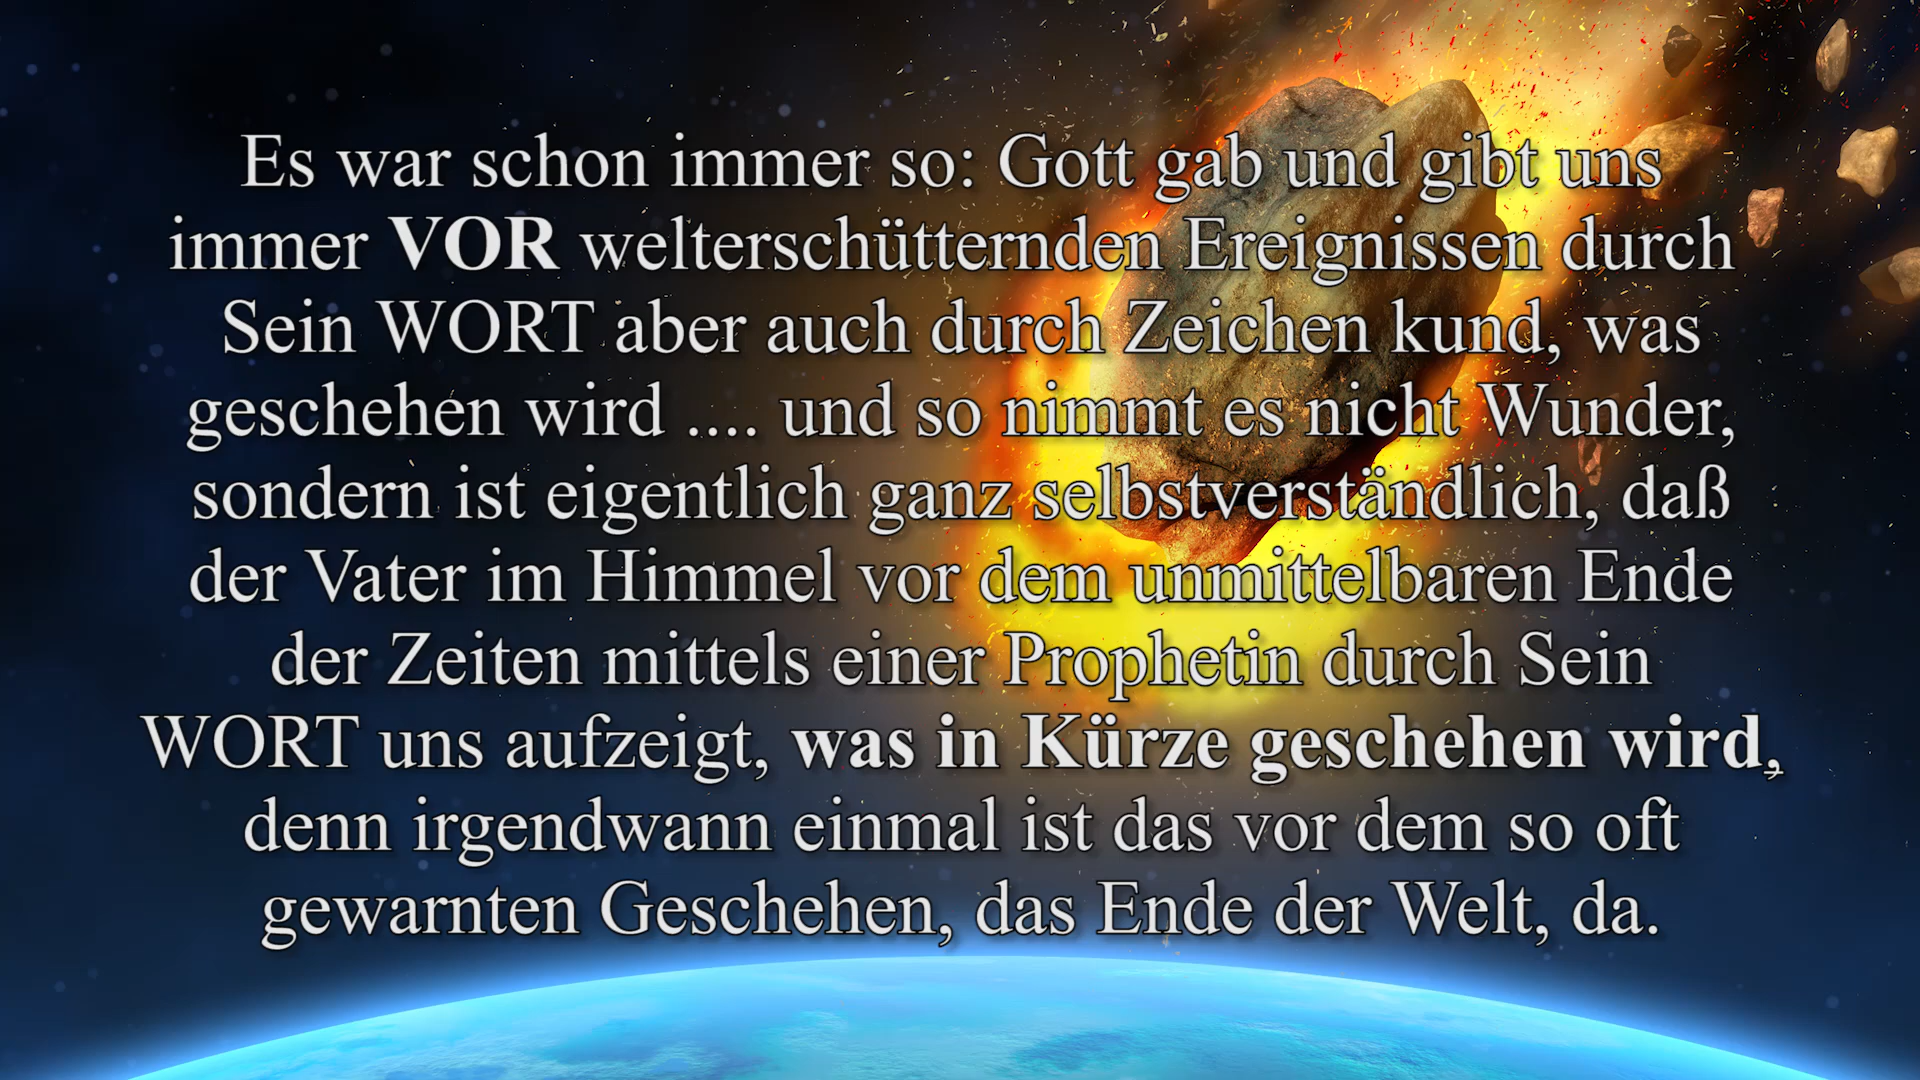 Es war schon immer so: Gott gab und gibt uns
immer VOR welterschütternden Ereignissen durch
Sein WORT aber auch durch Zeichen kund, was
geschehen wird .... und so nimmt es nicht Wunder,
sondern ist eigentlich ganz selbstverständlich, daß
der Vater im Himmel vor dem unmittelbaren Ende
der Zeiten mittels einer Prophetin durch Sein
WORT uns aufzeigt, was in Kürze geschehen wird,
denn irgendwann einmal ist das vor dem so oft
gewarnten Geschehen, das Ende der Welt, da.